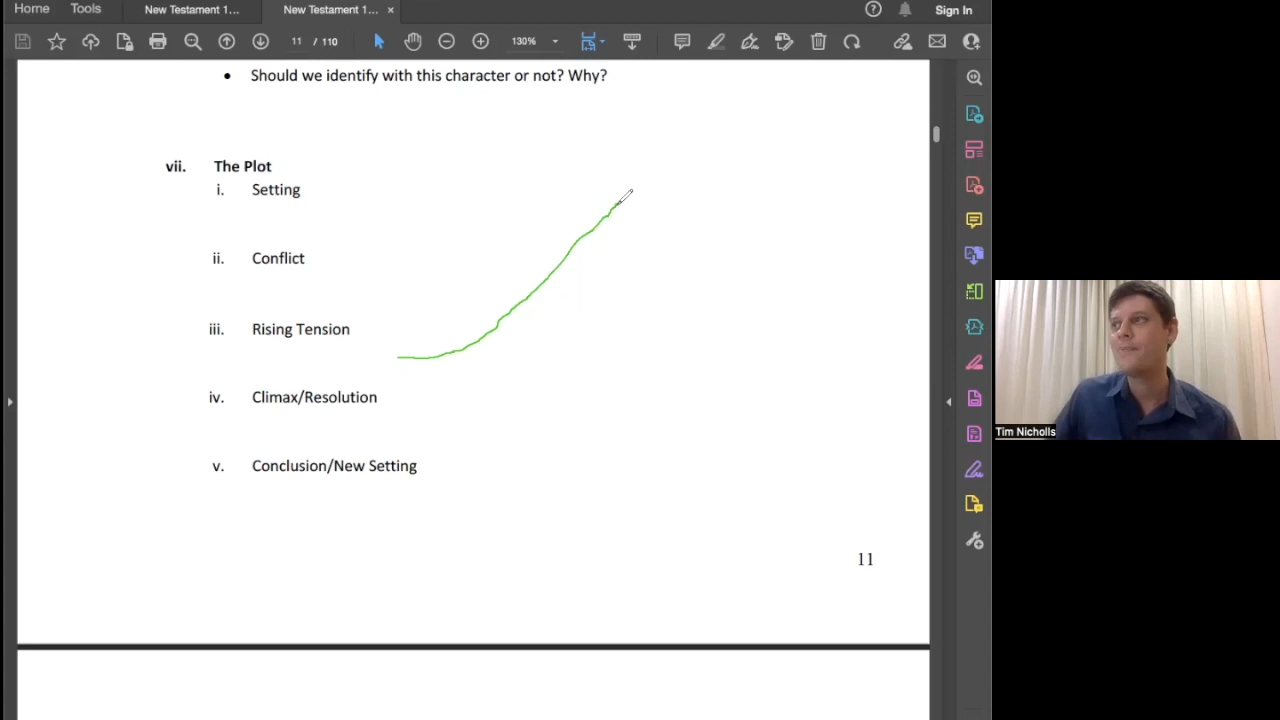 Home Tools New Testament 1... New Testament 1... × Sign In
11 / 110 130%
• Should we identify with this character or not? Why?
vii. The Plot
i. Setting
ii. Conflict
iii. Rising Tension
iv. Climax/Resolution
v. Conclusion/New Setting
11
Tim Nicholls